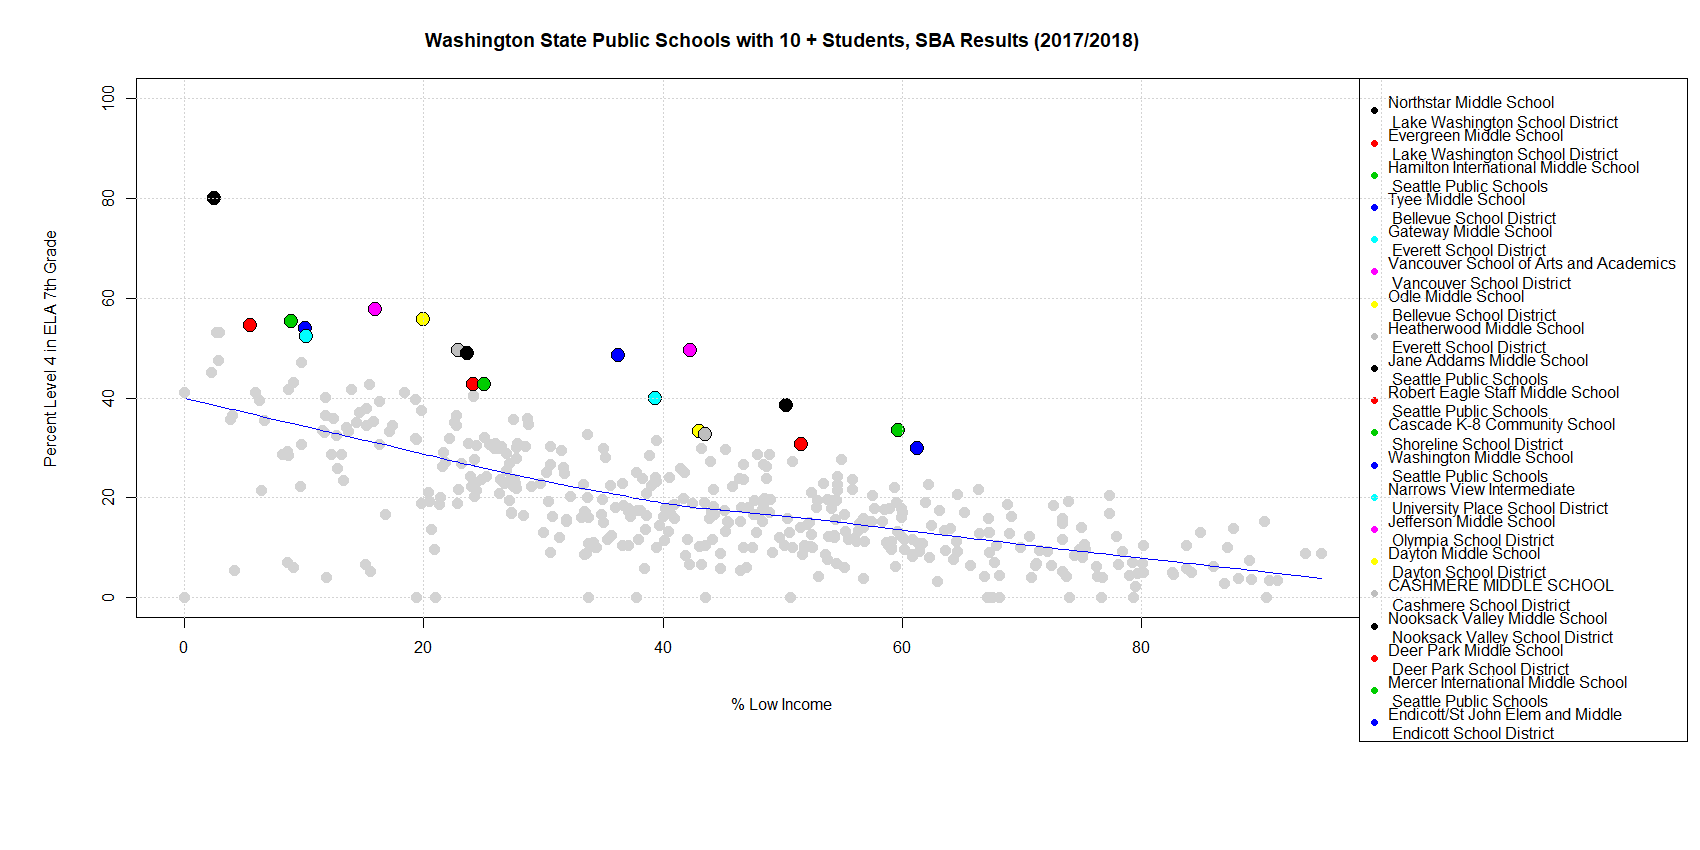 Washington State Public Schools with 10 + Students, SBA Results (2017/2018)
Percent Level 4 in ELA 7th Grade
100
80
60
40
20
0
0
20
40
60
80
% Low Income
Northstar Middle School
Lake Washington School District
Evergreen Middle School
Lake Washington School District
Hamilton International Middle School
Seattle Public Schools
Tyee Middle School
Bellevue School District
Gateway Middle School
Everett School District
Vancouver School of Arts and Academics
Vancouver School District
Odle Middle School
Bellevue School District
Heatherwood Middle School
Everett School District
Jane Addams Middle School
Seattle Public Schools
Robert Eagle Staff Middle School
Seattle Public Schools
Cascade K-8 Community School
Shoreline School District
Washington Middle School
Seattle Public Schools
Narrows View Intermediate
University Place School District
Jefferson Middle School
Olympia School District
Dayton Middle School
Dayton School District
CASHMERE MIDDLE SCHOOL
Cashmere School District
Nooksack Valley Middle School
Nooksack Valley School District
Deer Park Middle School
Deer Park School District
Mercer International Middle School
Seattle Public Schools
Endicott/St John Elem and Middle
Endicott School District